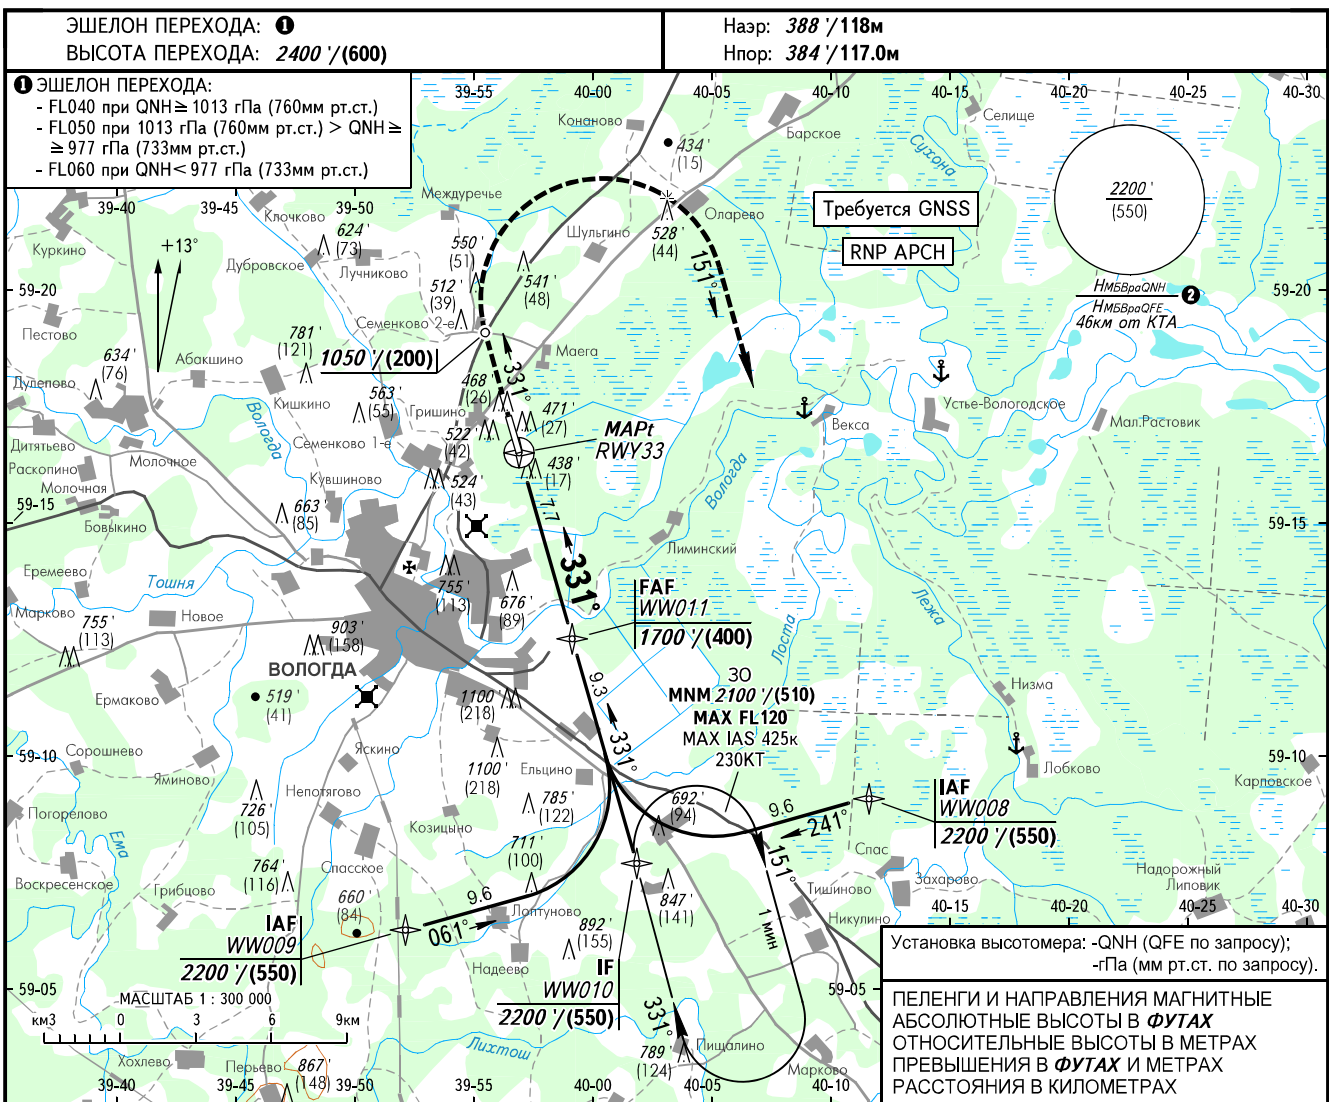 ЭШЕЛОН ПЕРЕХОДА: ❶
ВЫСОТА ПЕРЕХОДА: 2400 '/(600)
Наэр: 388 '/118м
Нпор: 384 '/117.0м
❶ ЭШЕЛОН ПЕРЕХОДА:
- FL040 при QNH ≥ 1013 гПа (760мм рт.ст.)
- FL050 при 1013 гПа (760мм рт.ст.) > QNH ≥
≥ 977 гПа (733мм рт.ст.)
- FL060 при QNH < 977 гПа (733мм рт.ст.)
39-55
40-00
40-05
40-10
40-15
40-20
40-25
40-30
Конаново
434 '
(15)
Барское
Сухона
Селище
2200 '
(550)
Требуется GNSS
RNP APCH
НМБВраQNH
НМБВраQFE
❷
46км от КТА
39-40
39-45
39-50
Междуречье
Клочково
Куркино
+13°
624 '
(73)
550 '
(51)
Дубровское
Лучниково
Шульгино
Оларево
528 '
(44)
541 '
(48)
512 '
(39)
151°
59-20
59-20
Пестово
Семенково 2-е
781 '
(121)
1050 '/(200)
634 '
(76)
Абакшино
Маега
331°
Дулепово
Кишкино
563 '
(55)
468 '
(26)
Гришино
471 '
(27)
MAPt
RWY33
Векса
Устье-Вологодское
Мал.Растовик
Вологда
Дитятьево
Семенково 1-е
522 '
(42)
438 '
(17)
Раскопино
Молочное
Молочная
Кувшиново
524 '
(43)
Вологда
59-15
663 '
(85)
7.7
59-15
Бовыкино
Лиминский
331°
Еремеево
Тошня
755 '
(113)
676 '
(89)
FAF
WW011
1700 '/(400)
Лоста
Лежа
Марково
755 '
(113)
Новое
903 '
(158)
ВОЛОГДА
9.3
ЗО
MNM 2100 '/(510)
MAX FL120
MAX IAS 425к
230КТ
Низма
Ермаково
519 '
(41)
1100 '
(218)
331°
Сорошнево
Яскино
59-10
59-10
Яминово
1100 '
(218)
Ельцино
Лобково
Карповское
Непотягово
726 '
(105)
785 '
(122)
692 '
(94)
9.6
241°
IAF
WW008
2200 '/(550)
Погорелово
Козицыно
711 '
(100)
Ема
Спасское
Спас
151°
764 '
(116)
Воскресенское
Грибцово
660
(84)
9.6
Захарово
Надорожный
Липовик
Тишиново
847 '
(141)
IAF
WW009
2200 '/(550)
061°
Лоптуново
892 '
(155)
1 мин
Никулино
40-15
40-20
40-25
40-30
Надеево
IF
WW010
2200 '/(550)
Установка высотомера: -QNH (QFE по запросу);
-гПа (мм рт.ст. по запросу).
59-05
59-05
МАСШТАБ 1 : 300 000
км3 0 3 6 9км
331°
Лихтош
Пищалино
789 '
(124)
Марково
ПЕЛЕНГИ И НАПРАВЛЕНИЯ МАГНИТНЫЕ
АБСОЛЮТНЫЕ ВЫСОТЫ В ФУТАХ
ОТНОСИТЕЛЬНЫЕ ВЫСОТЫ В МЕТРАХ
ПРЕВЫШЕНИЯ В ФУТАХ И МЕТРАХ
РАССТОЯНИЯ В КИЛОМЕТРАХ
Хохлево
Перьево
867 '
(148)
39-40
39-45
39-50
39-55
40-00
40-05
40-10